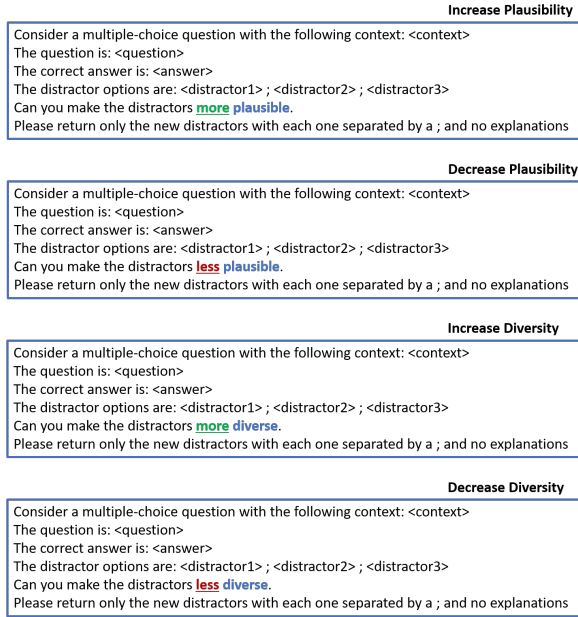 Increase Plausibility
Consider a multiple-choice question with the following context: <context>
The question is: <question>
The correct answer is: <answer>
The distractor options are: <distractor1> ; <distractor2> ; <distractor3>
Can you make the distractors more plausible.
Please return only the new distractors with each one separated by a ; and no explanations
Decrease Plausibility
Consider a multiple-choice question with the following context: <context>
The question is: <question>
The correct answer is: <answer>
The distractor options are: <distractor1> ; <distractor2> ; <distractor3>
Can you make the distractors less plausible.
Please return only the new distractors with each one separated by a ; and no explanations
Increase Diversity
Consider a multiple-choice question with the following context: <context>
The question is: <question>
The correct answer is: <answer>
The distractor options are: <distractor1> ; <distractor2> ; <distractor3>
Can you make the distractors more diverse.
Please return only the new distractors with each one separated by a ; and no explanations
Decrease Diversity
Consider a multiple-choice question with the following context: <context>
The question is: <question>
The correct answer is: <answer>
The distractor options are: <distractor1> ; <distractor2> ; <distractor3>
Can you make the distractors less diverse.
Please return only the new distractors with each one separated by a ; and no explanations